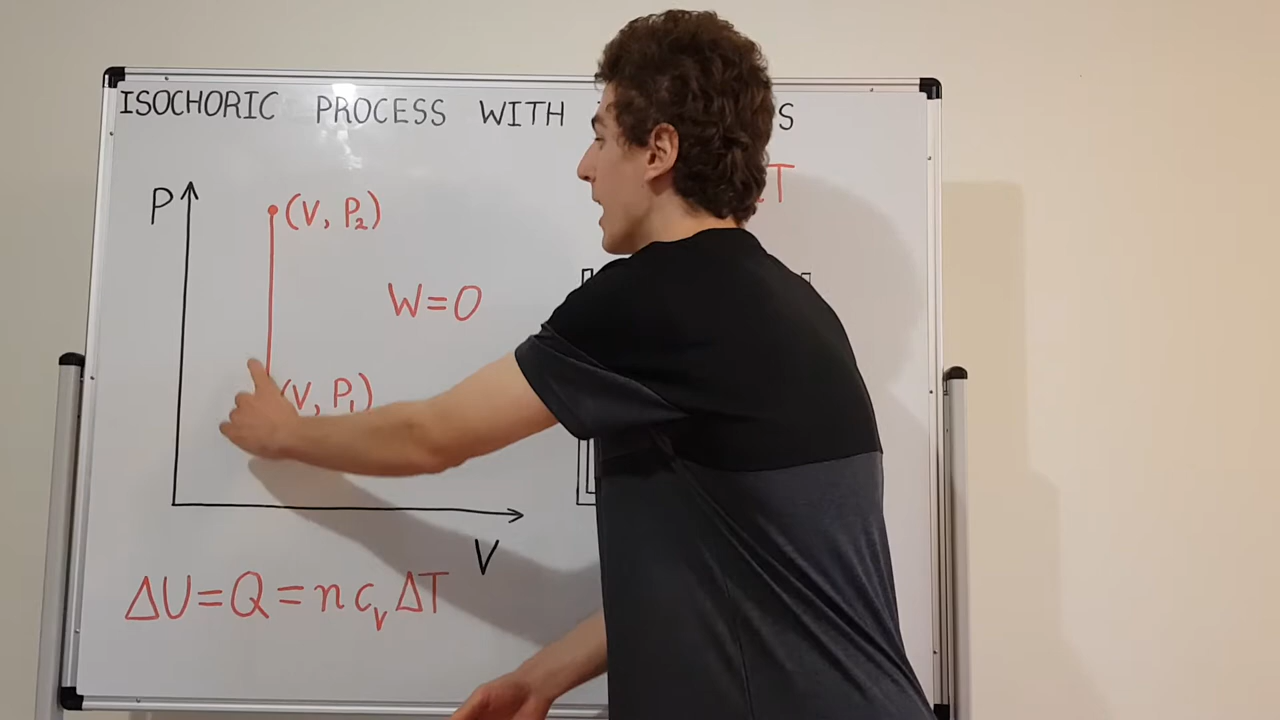 ISOCHORIC PROCESS WITH
P
(V, P₂)
W=0
(V, P₁)
V
ΔU=Q=ncᵥΔT